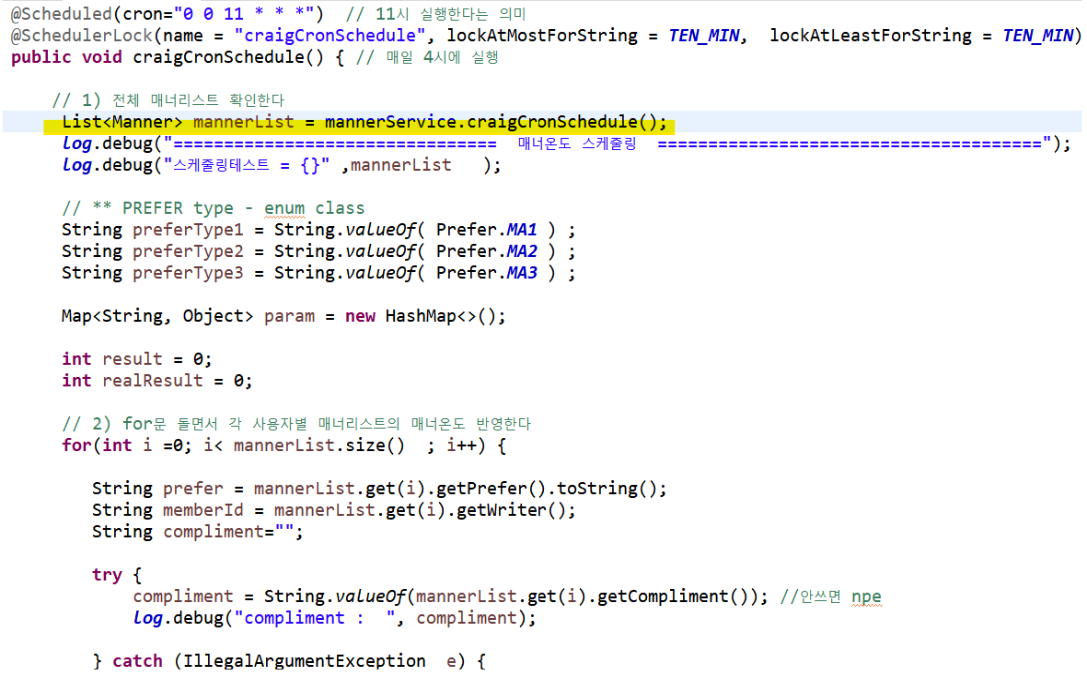 @Scheduled(cron="0 0 11 * * *")  // 11시 실행한다는 의미
@SchedulerLock(name = "craigCronSchedule", lockAtMostForString = TEN_MIN,  lockAtLeastForString = TEN_MIN)
public void craigCronSchedule() { // 매일 4시에 실행
// 1) 전체 매너리스트 확인한다
List<Manner> mannerList = mannerService.craigCronSchedule();
log.debug("================================  매너온도 스케줄링  =========================================");
log.debug("스케줄링테스트 = {}" ,mannerList   );
// ** PREFER type - enum class
String preferType1 = String.valueOf( Prefer.MA1 ) ;
String preferType2 = String.valueOf( Prefer.MA2 ) ;
String preferType3 = String.valueOf( Prefer.MA3 ) ;
Map<String, Object> param = new HashMap<>();
int result = 0;
int realResult = 0;
// 2) for문 돌면서 각 사용자별 매너리스트의 매너온도 반영한다
for(int i =0; i< mannerList.size()  ; i++) {
String prefer = mannerList.get(i).getPrefer().toString();
String memberId = mannerList.get(i).getWriter();
String compliment="";
try {
compliment = String.valueOf(mannerList.get(i).getCompliment()); //안쓰면 npe
log.debug("compliment :  ", compliment);
} catch (IllegalArgumentException  e) {